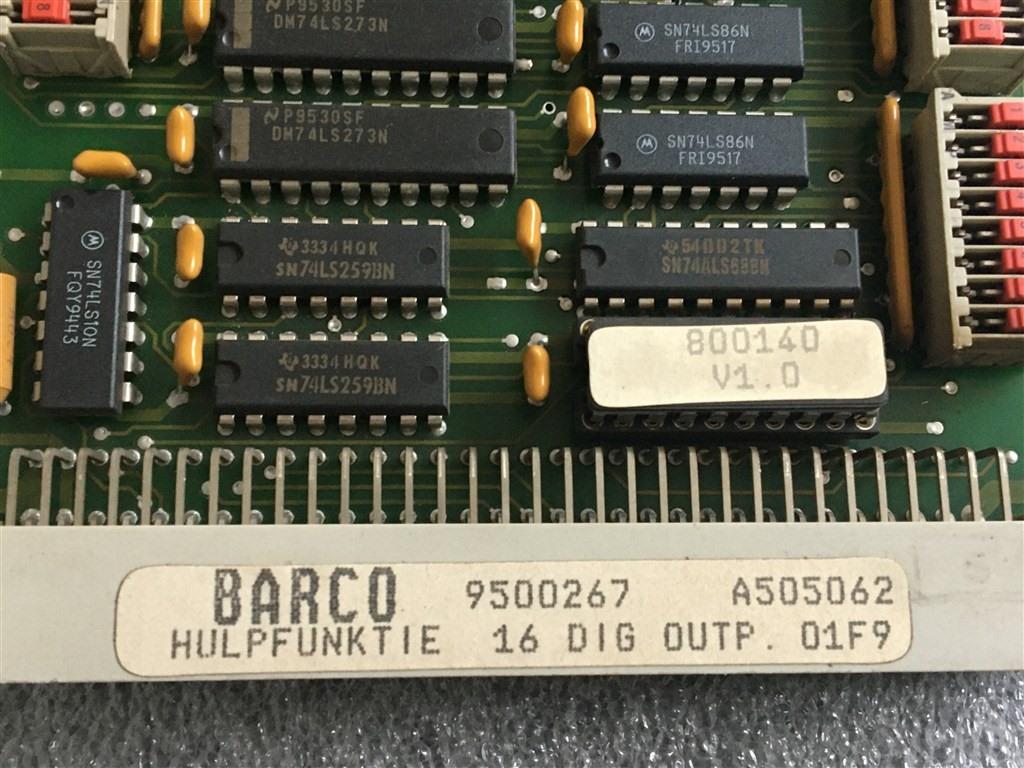 P9530SF
DM74LS273N
SN74LS86N
FRI9517
P9530SF
DM74LS273N
SN74LS86N
FRI9517
SN74LS10N
FQY9443
3334HQK
SN74LS259BN
54002TK
3334HQK
SN74LS259BN
800140
V1.0
BARCO 9500267 A505062
HULPFUNKTIE 16 DIG OUTP. 01F9